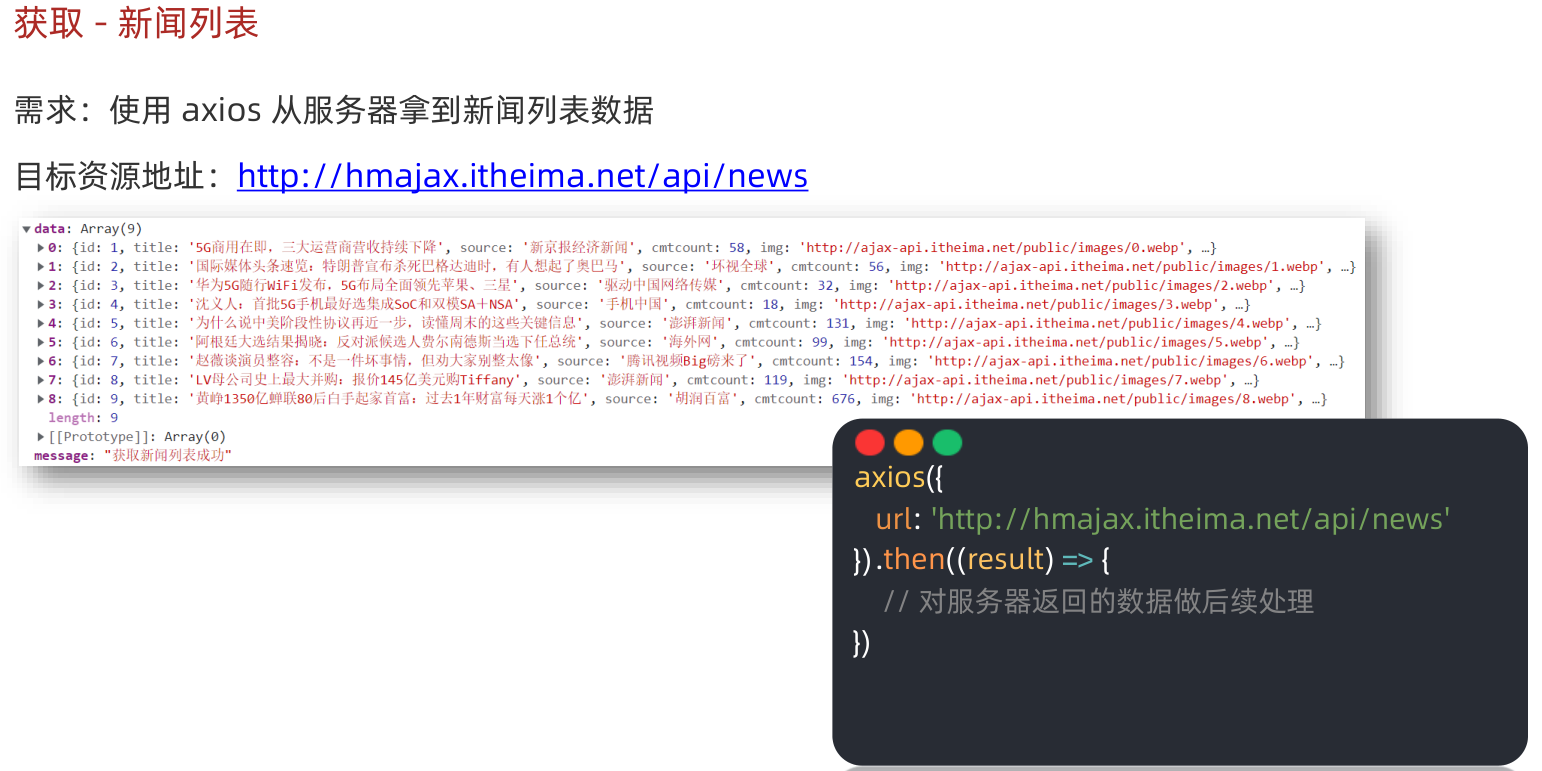 获取 - 新闻列表
需求：使用 axios 从服务器拿到新闻列表数据
目标资源地址：http://hmajax.itheima.net/api/news
▼data: Array(9)
▶0: {id: 1, title: '5G商用在即，三大运营商营收持续下降', source: '新京报经济新闻', cmtcount: 58, img: 'http://ajax-api.itheima.net/public/images/0.webp', …}
▶1: {id: 2, title: '国际媒体头条速览：特朗普宣布杀死巴格达迪时，有人想起了奥巴马', source: '环视全球', cmtcount: 56, img: 'http://ajax-api.itheima.net/public/images/1.webp', …}
▶2: {id: 3, title: '华为5G随行WiFi发布，5G布局全面领先苹果、三星', source: '驱动中国网络传媒', cmtcount: 32, img: 'http://ajax-api.itheima.net/public/images/2.webp', …}
▶3: {id: 4, title: '沈义人：首批5G手机最好选集成SoC和双模SA＋NSA', source: '手机中国', cmtcount: 18, img: 'http://ajax-api.itheima.net/public/images/3.webp', …}
▶4: {id: 5, title: '为什么说中美阶段性协议再近一步，读懂周末的这些关键信息', source: '澎湃新闻', cmtcount: 131, img: 'http://ajax-api.itheima.net/public/images/4.webp', …}
▶5: {id: 6, title: '阿根廷大选结果揭晓：反对派候选人费尔南德斯当选下任总统', source: '海外网', cmtcount: 99, img: 'http://ajax-api.itheima.net/public/images/5.webp', …}
▶6: {id: 7, title: '赵薇谈演员整容：不是一件坏事情，但劝大家别整太像', source: '腾讯视频Big磅来了', cmtcount: 154, img: 'http://ajax-api.itheima.net/public/images/6.webp', …}
▶7: {id: 8, title: 'LV母公司史上最大并购：报价145亿美元购Tiffany', source: '澎湃新闻', cmtcount: 119, img: 'http://ajax-api.itheima.net/public/images/7.webp', …}
▶8: {id: 9, title: '黄峥1350亿蝉联80后白手起家首富：过去1年财富每天涨1个亿', source: '胡润百富', cmtcount: 676, img: 'http://ajax-api.itheima.net/public/images/8.webp', …}
length: 9
▶[[Prototype]]: Array(0)
message: "获取新闻列表成功"
axios({
url: 'http://hmajax.itheima.net/api/news'
}).then((result) => {
// 对服务器返回的数据做后续处理
})